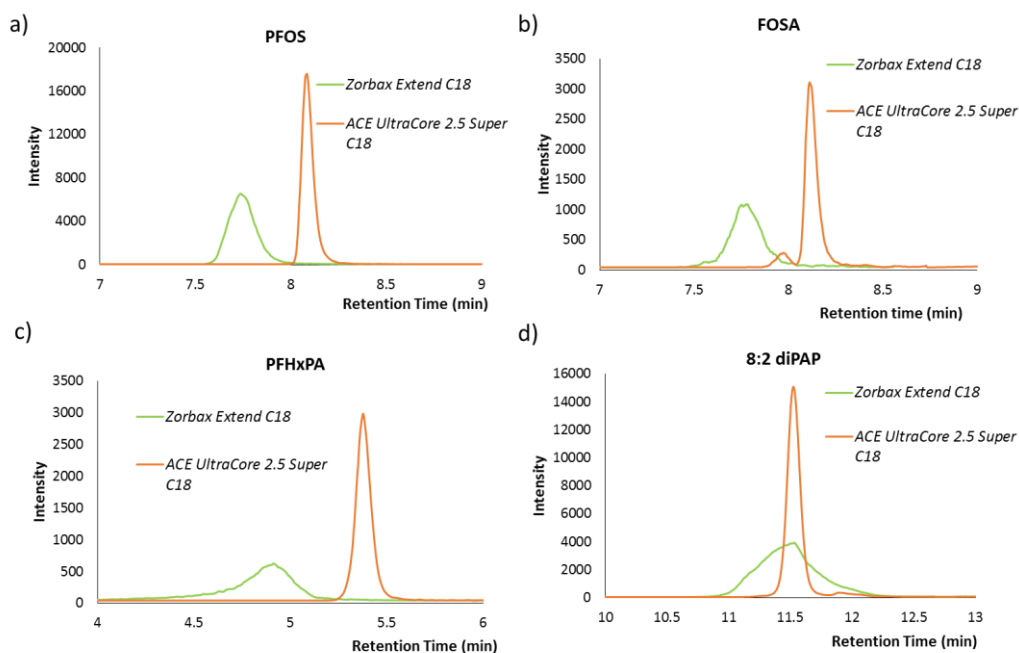 a)
PFOS
20000
16000
12000
8000
4000
0
Intensity
7
7.5
8
8.5
9
Retention Time (min)
Zorbax Extend C18
ACE UltraCore 2.5 Super
C18
b)
FOSA
3500
3000
2500
2000
1500
1000
500
0
Intensity
7
7.5
8
8.5
9
Retention time (min)
Zorbax Extend C18
ACE UltraCore 2.5 Super
C18
c)
PFHxPA
3500
3000
2500
2000
1500
1000
500
0
Intensity
4
4.5
5
5.5
6
Retention Time (min)
Zorbax Extend C18
ACE UltraCore 2.5 Super
C18
d)
8:2 diPAP
16000
14000
12000
10000
8000
6000
4000
2000
0
Intensity
10
10.5
11
11.5
12
12.5
13
Retention Time (min)
Zorbax Extend C18
ACE UltraCore 2.5 Super
C18